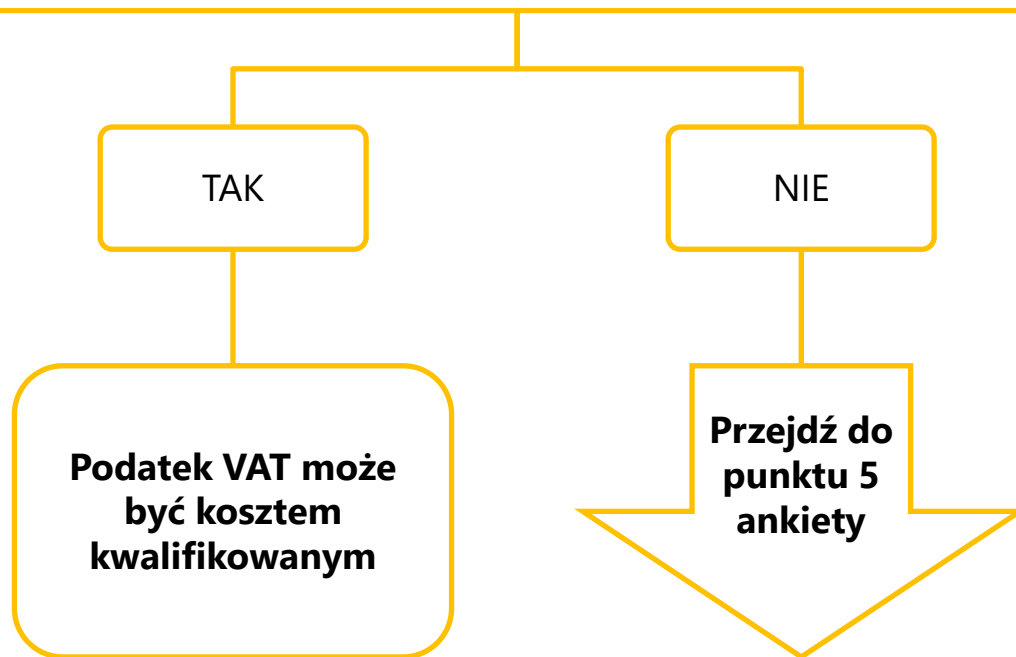 TAK
NIE
Podatek VAT może
być kosztem
kwalifikowanym
Przejdź do
punktu 5
ankiety